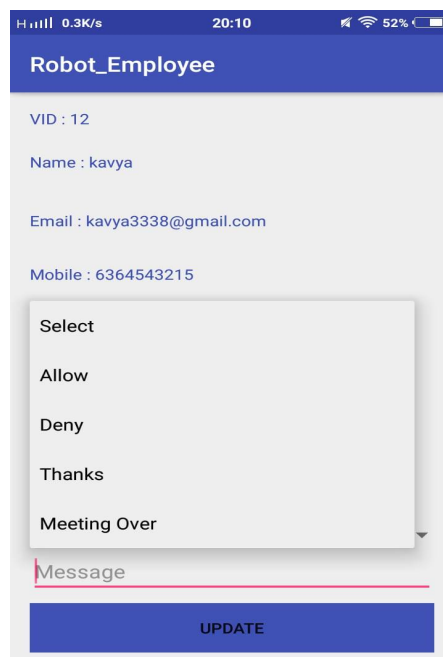 H 0.3K/s 20:10 52%
Robot_Employee
VID : 12
Name : kavya
Email : kavya3338@gmail.com
Mobile : 6364543215
Select
Allow
Deny
Thanks
Meeting Over
Message
UPDATE